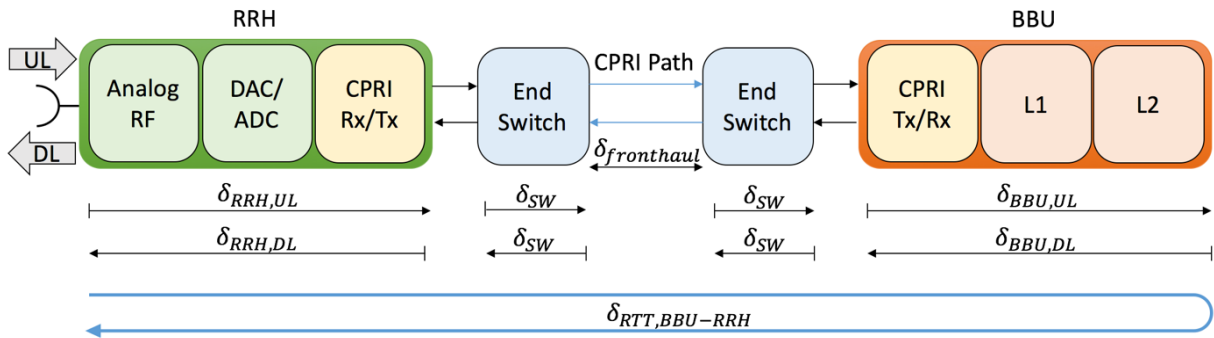 RRH
BBU
UL
DL
Analog
RF
DAC/
ADC
CPRI
Rx/Tx
End
Switch
CPRI Path
End
Switch
CPRI
Tx/Rx
L1
L2
δ_fronthaul
δ_RRH,UL
δ_SW
δ_SW
δ_BBU,UL
δ_RRH,DL
δ_SW
δ_SW
δ_BBU,DL
δ_RTT,BBU−RRH